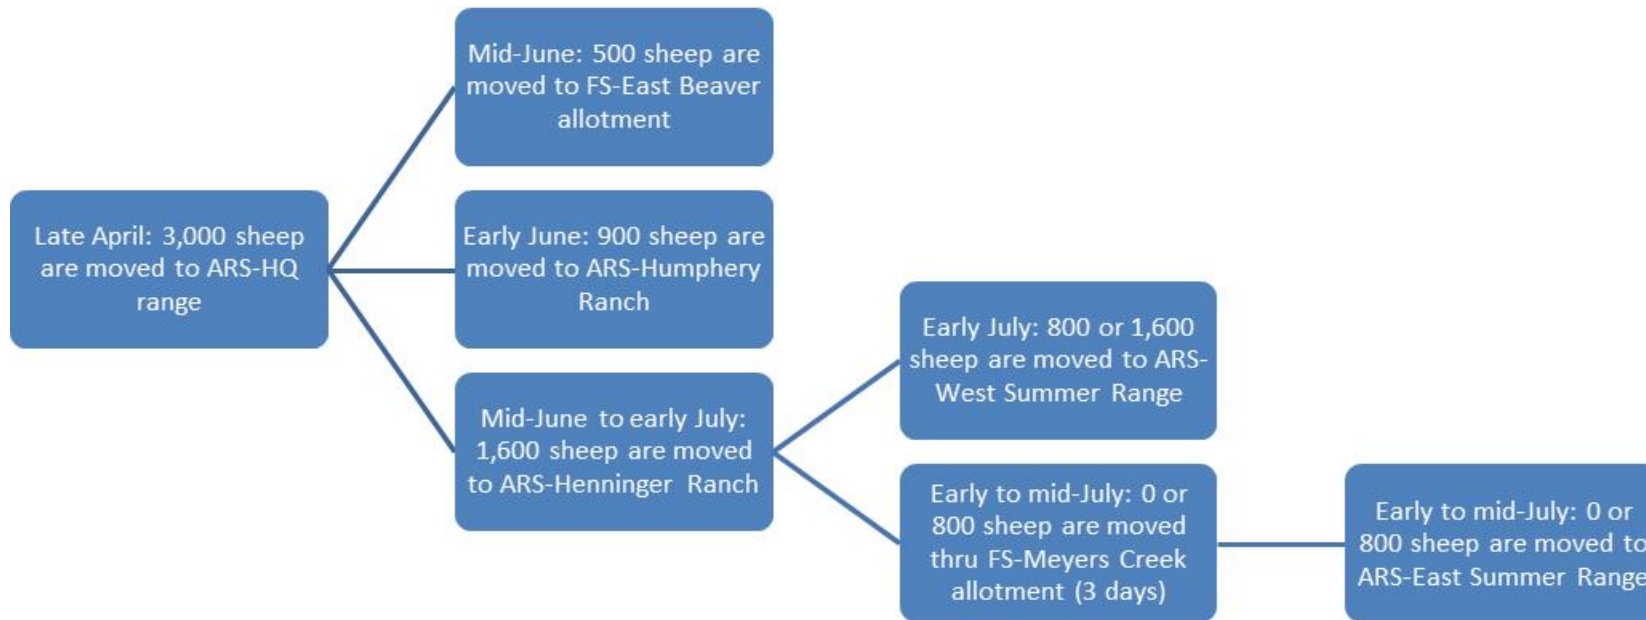 Late April: 3,000 sheep
are moved to ARS-HQ
range
Mid-June: 500 sheep are
moved to FS-East Beaver
allotment
Early June: 900 sheep are
moved to ARS-Humphery
Ranch
Mid-June to early July:
1,600 sheep are moved
to ARS-Henninger Ranch
Early July: 800 or 1,600
sheep are moved to ARS-
West Summer Range
Early to mid-July: 0 or
800 sheep are moved
thru FS-Meyers Creek
allotment (3 days)
Early to mid-July: 0 or
800 sheep are moved to
ARS-East Summer Range